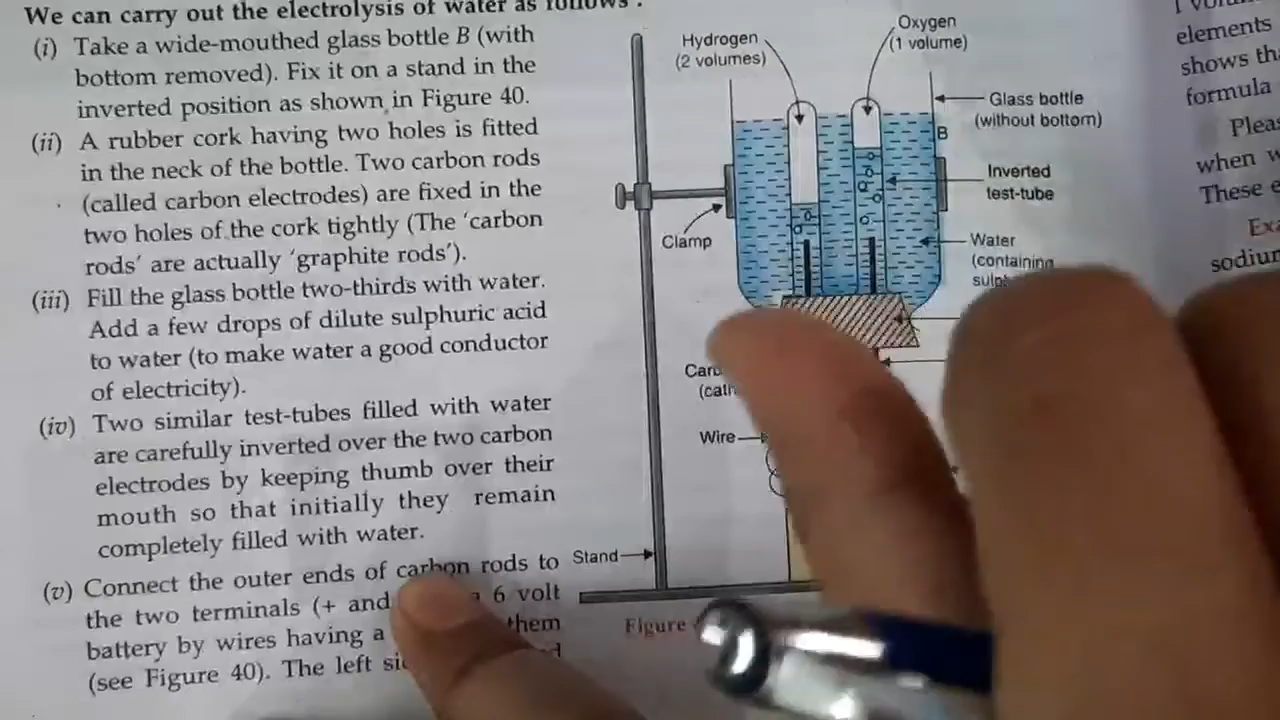 We can carry out the electrolysis of water as follows :
(i) Take a wide-mouthed glass bottle B (with
bottom removed). Fix it on a stand in the
inverted position as shown in Figure 40.
(ii) A rubber cork having two holes is fitted
in the neck of the bottle. Two carbon rods
(called carbon electrodes) are fixed in the
two holes of the cork tightly (The 'carbon
rods' are actually 'graphite rods').
(iii) Fill the glass bottle two-thirds with water.
Add a few drops of dilute sulphuric acid
to water (to make water a good conductor
of electricity).
(iv) Two similar test-tubes filled with water
are carefully inverted over the two carbon
electrodes by keeping thumb over their
mouth so that initially they remain
completely filled with water.
(v) Connect the outer ends of carbon rods to
the two terminals (+ and 6 volt
battery by wires having a them
(see Figure 40). The left
Hydrogen
(2 volumes)
Oxygen
(1 volume)
Glass bottle
(without bottom)
B
Inverted
test-tube
Clamp
Water
(containing
Wire
Stand
Figure
elements
shows
formula
when
These